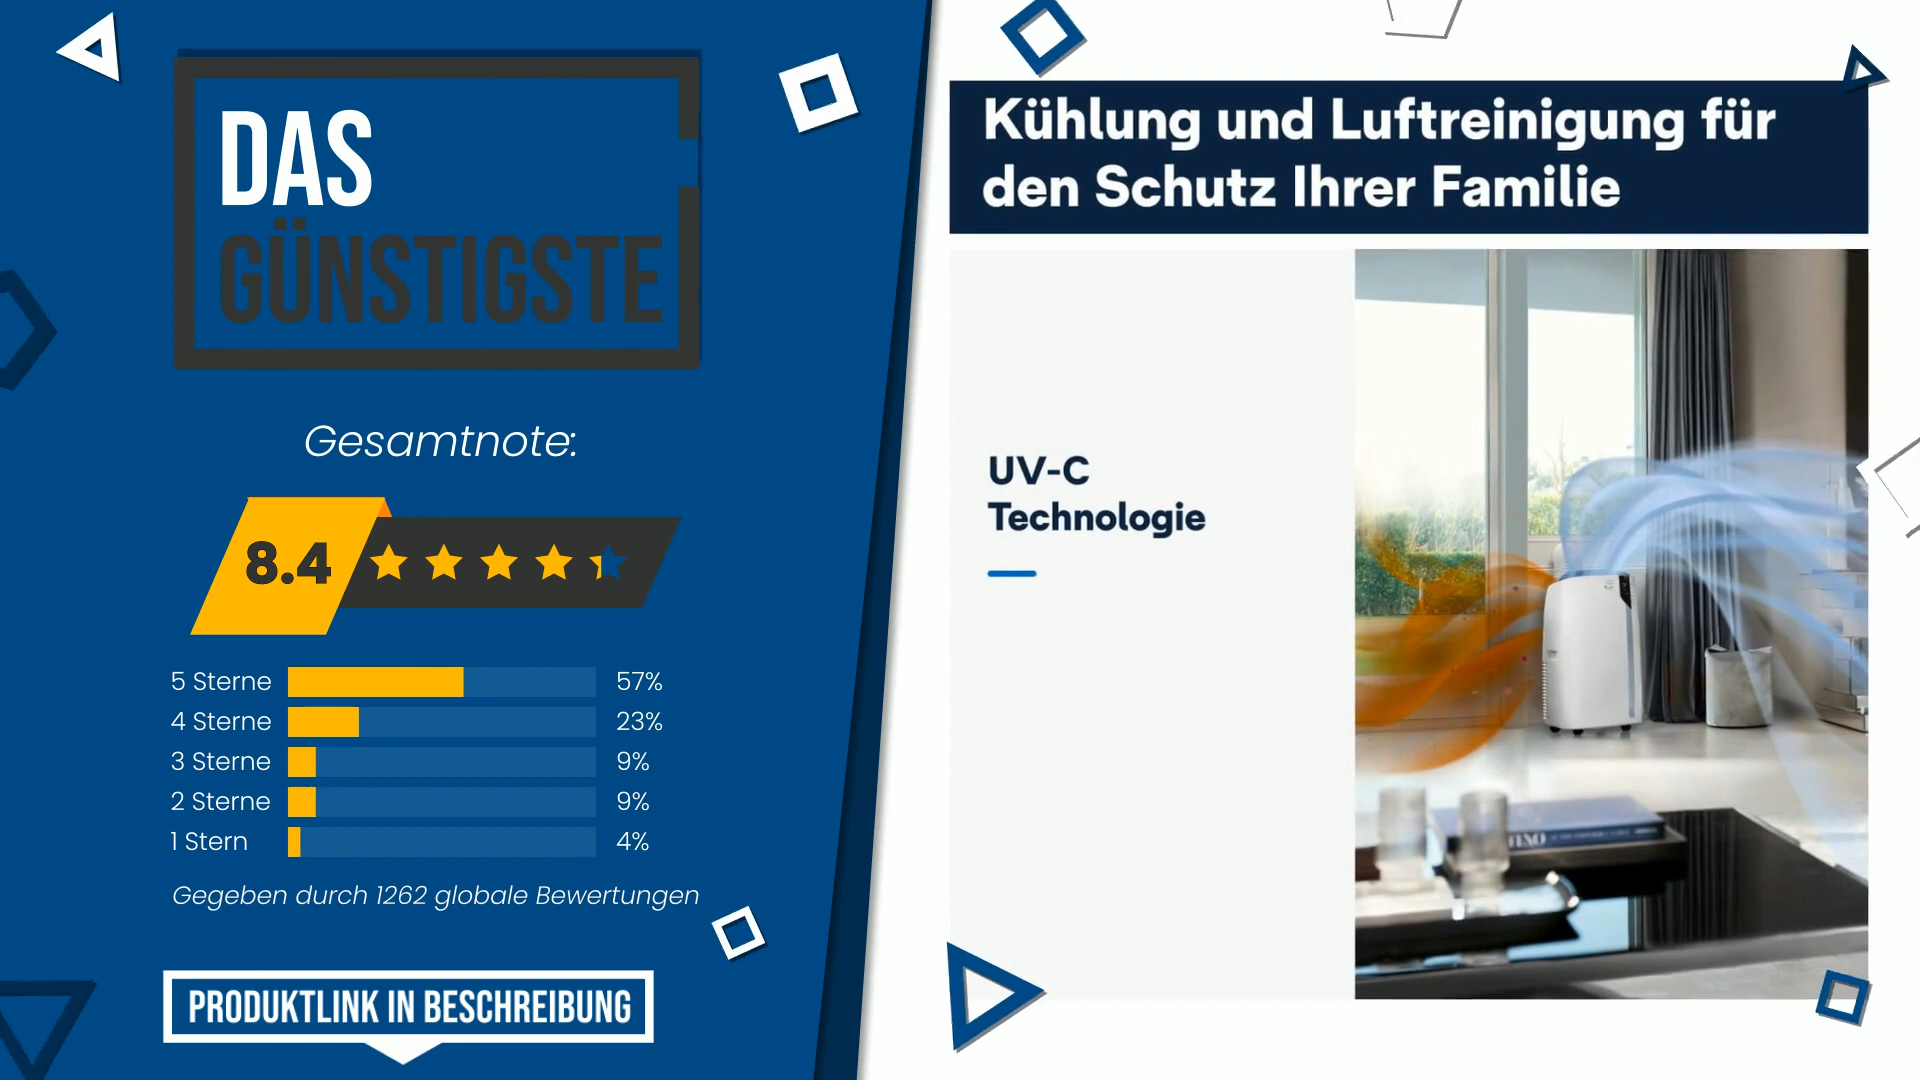 DAS
GÜNSTIGSTE
Gesamtnote:
8.4
5 Sterne 57%
4 Sterne 23%
3 Sterne 9%
2 Sterne 9%
1 Stern 4%
Gegeben durch 1262 globale Bewertungen
PRODUKTLINK IN BESCHREIBUNG
Kühlung und Luftreinigung für
den Schutz Ihrer Familie
UV-C
Technologie